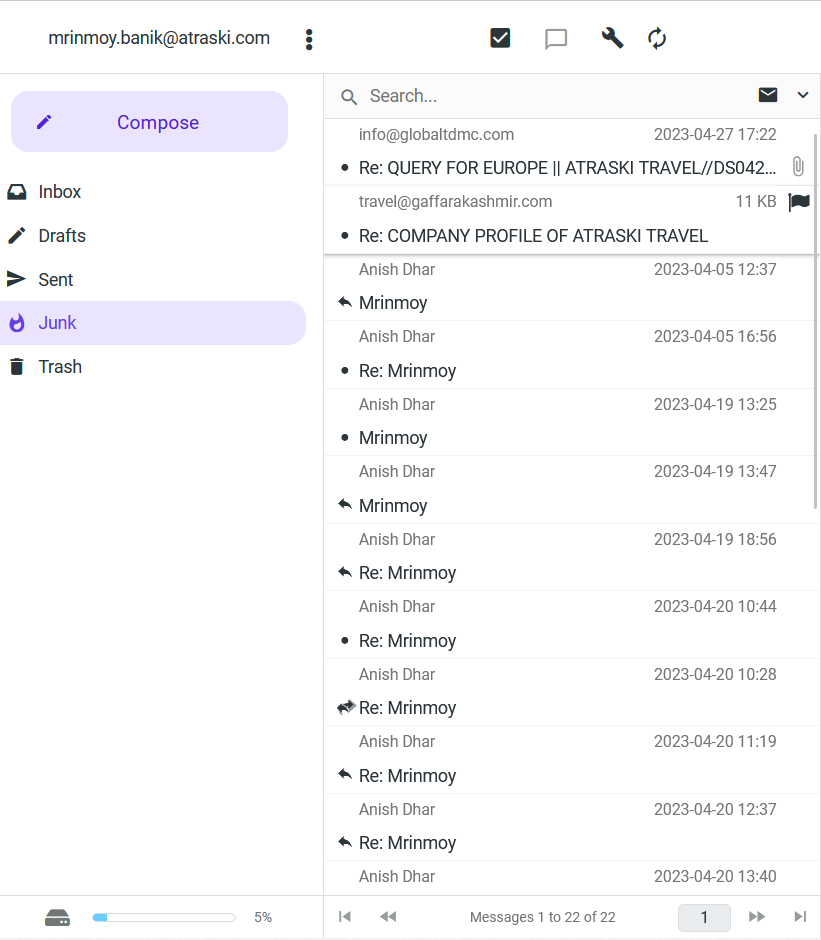 mrinmoy.banik@atraski.com
Compose
Inbox
Drafts
Sent
Junk
Trash
5%
Search...
info@globaltdmc.com 2023-04-27 17:22
Re: QUERY FOR EUROPE || ATRASKI TRAVEL//DS042...
travel@gaffarakashmir.com 11 KB
Re: COMPANY PROFILE OF ATRASKI TRAVEL
Anish Dhar 2023-04-05 12:37
Mrinmoy
Anish Dhar 2023-04-05 16:56
Re: Mrinmoy
Anish Dhar 2023-04-19 13:25
Mrinmoy
Anish Dhar 2023-04-19 13:47
Mrinmoy
Anish Dhar 2023-04-19 18:56
Re: Mrinmoy
Anish Dhar 2023-04-20 10:44
Re: Mrinmoy
Anish Dhar 2023-04-20 10:28
Re: Mrinmoy
Anish Dhar 2023-04-20 11:19
Re: Mrinmoy
Anish Dhar 2023-04-20 12:37
Re: Mrinmoy
Anish Dhar 2023-04-20 13:40
Messages 1 to 22 of 22 1